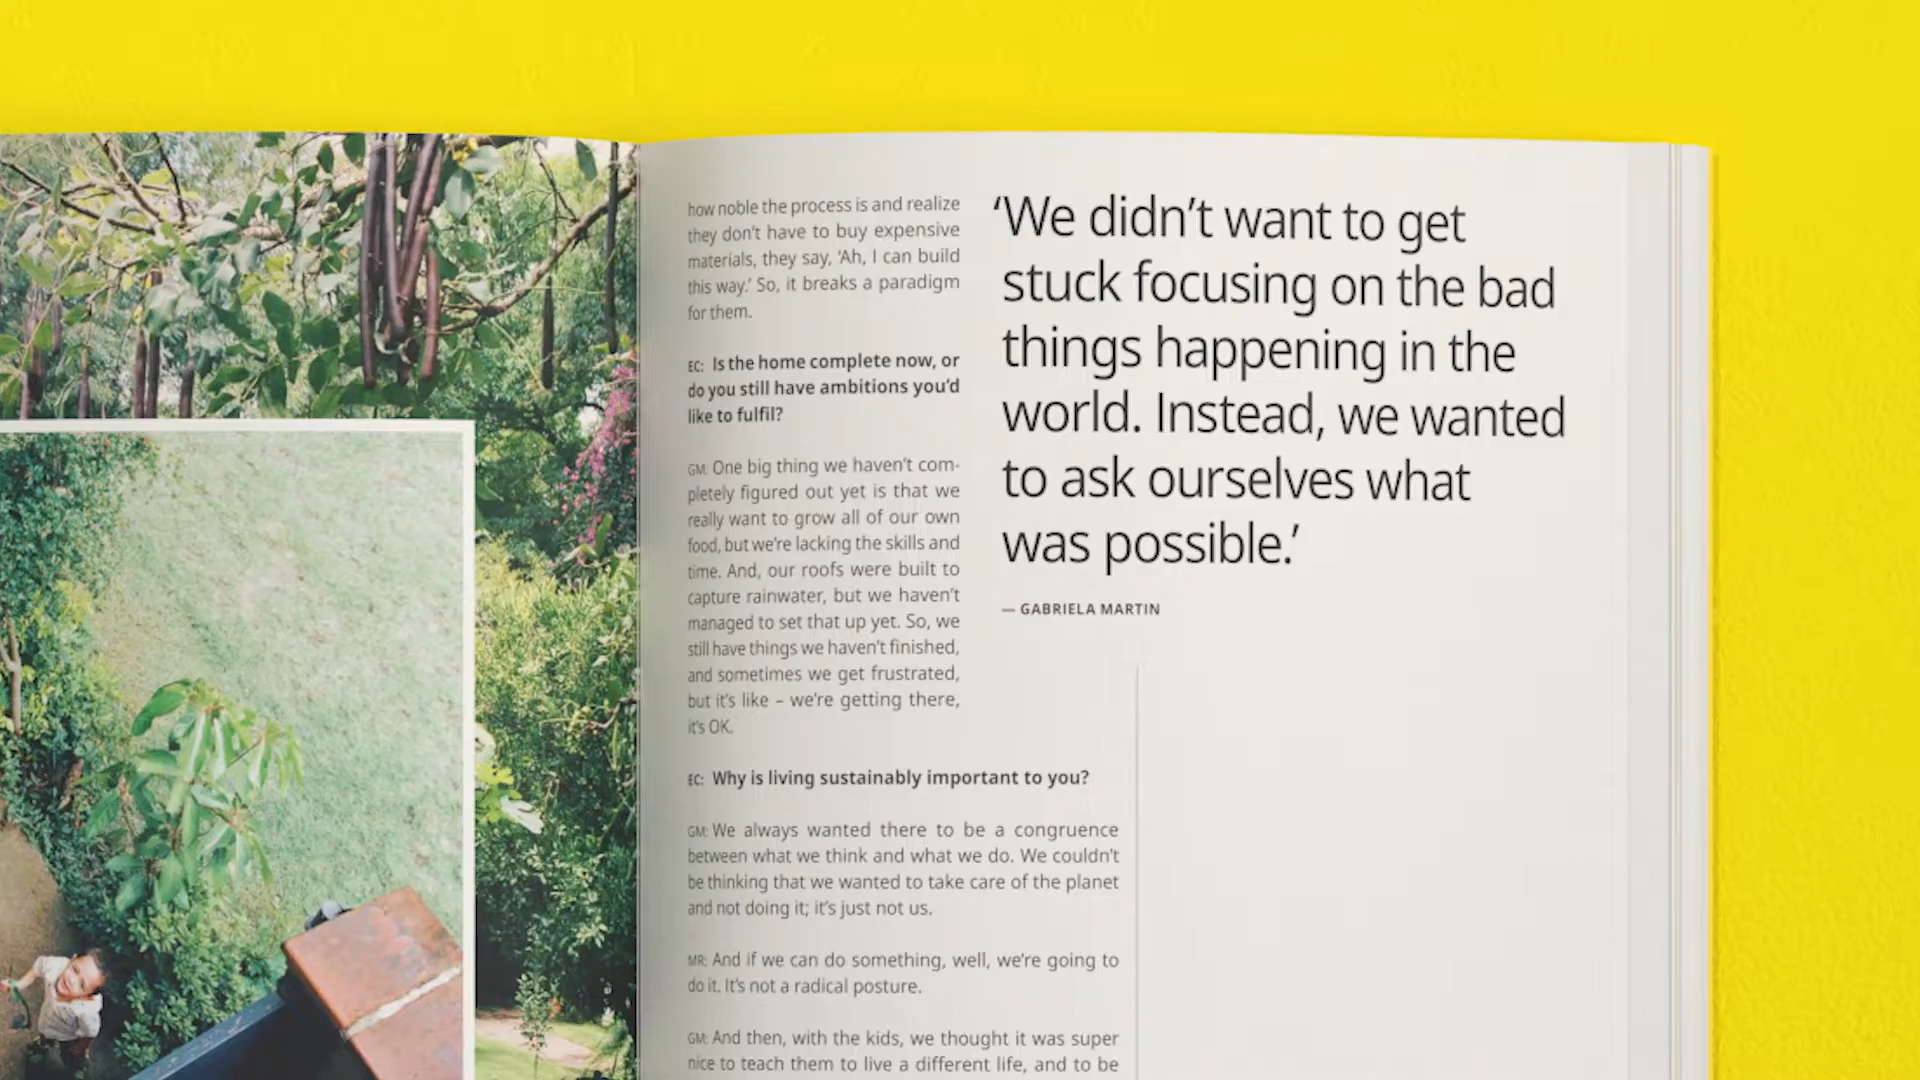 how noble the process is and realize
they don't have to buy expensive
materials, they say, 'Ah, I can build
this way.' So, it breaks a paradigm
for them.
EC: Is the home complete now, or
do you still have ambitions you'd
like to fulfil?
GM: One big thing we haven't com-
pletely figured out yet is that we
really want to grow all of our own
food, but we're lacking the skills and
time. And, our roofs were built to
capture rainwater, but we haven't
managed to set that up yet. So, we
still have things we haven't finished,
and sometimes we get frustrated,
but it's like – we're getting there,
it's OK.
EC: Why is living sustainably important to you?
GM: We always wanted there to be a congruence
between what we think and what we do. We couldn't
be thinking that we wanted to take care of the planet
and not doing it; it's just not us.
MR: And if we can do something, well, we're going to
do it. It's not a radical posture.
GM: And then, with the kids, we thought it was super
nice to teach them to live a different life, and to be
‘We didn’t want to get
stuck focusing on the bad
things happening in the
world. Instead, we wanted
to ask ourselves what
was possible.’
— GABRIELA MARTIN